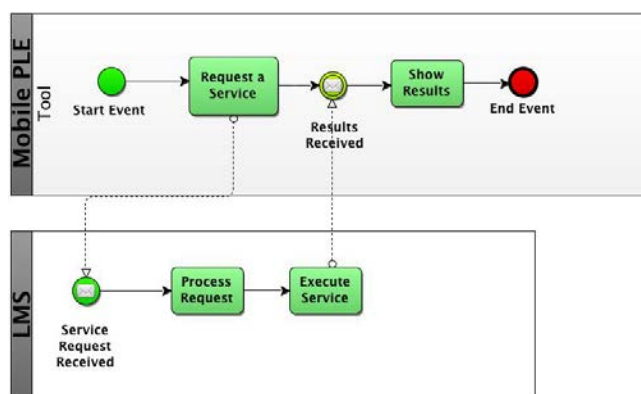 Mobile PLE
Tool
Start Event
Request a
Service
Results
Received
Show
Results
End Event
LMS
Service
Request
Received
Process
Request
Execute
Service